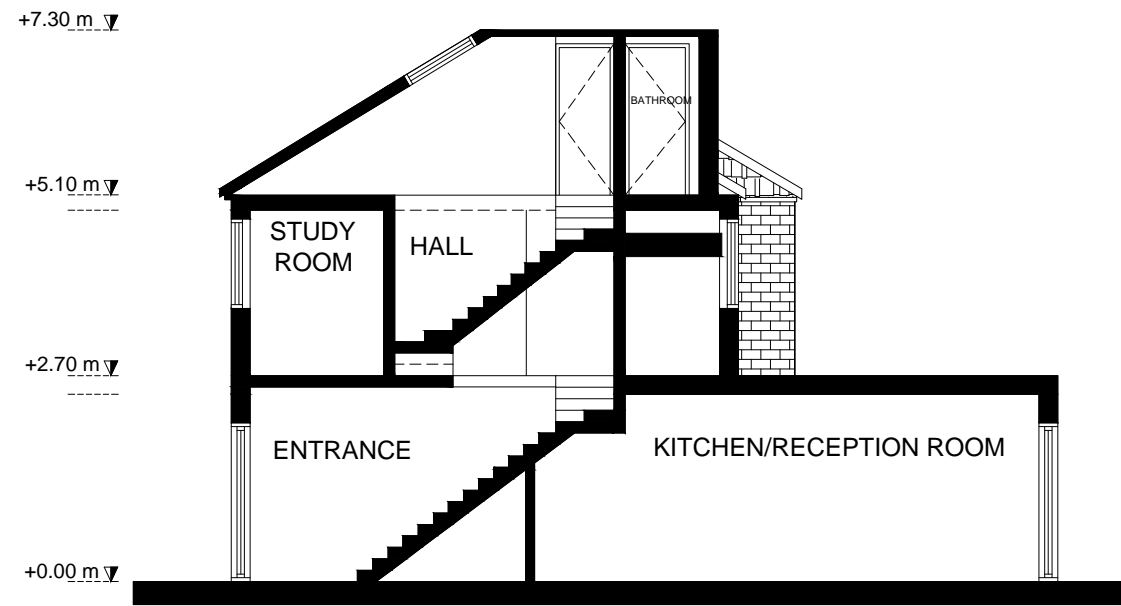 +7.30 m
BATHROOM
+5.10 m
STUDY
ROOM
HALL
+2.70 m
ENTRANCE
KITCHEN/RECEPTION ROOM
+0.00 m